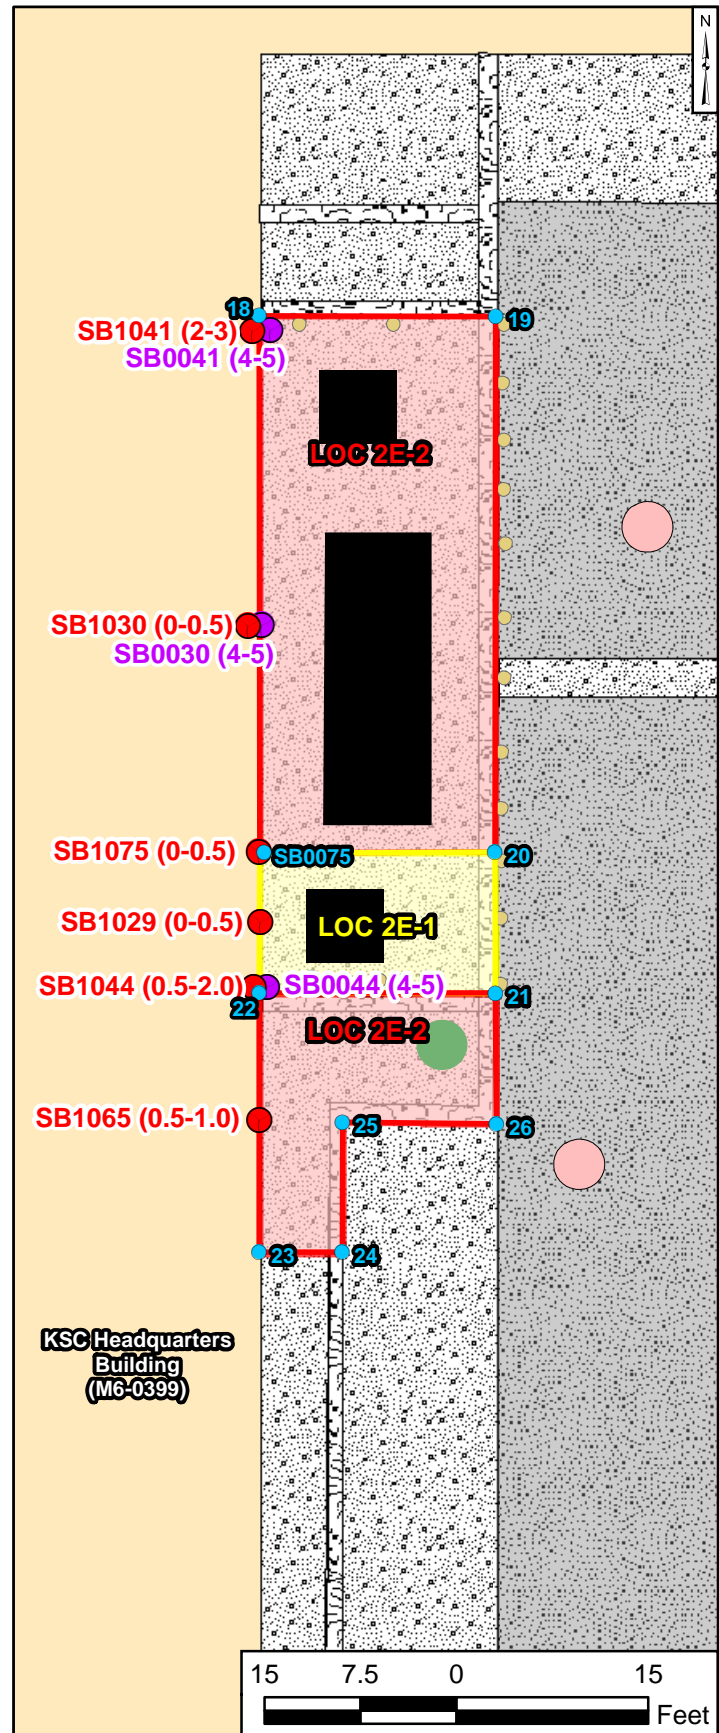 N
18
19
SB1041 (2-3)
SB0041 (4-5)
LOC 2E-2
SB1030 (0-0.5)
SB0030 (4-5)
SB1075 (0-0.5)
SB0075
20
SB1029 (0-0.5)
LOC 2E-1
SB1044 (0.5-2.0)
SB0044 (4-5)
22
21
LOC 2E-2
SB1065 (0.5-1.0)
25
26
23
24
KSC Headquarters
Building
(M6-0399)
15 7.5 0 15
Feet